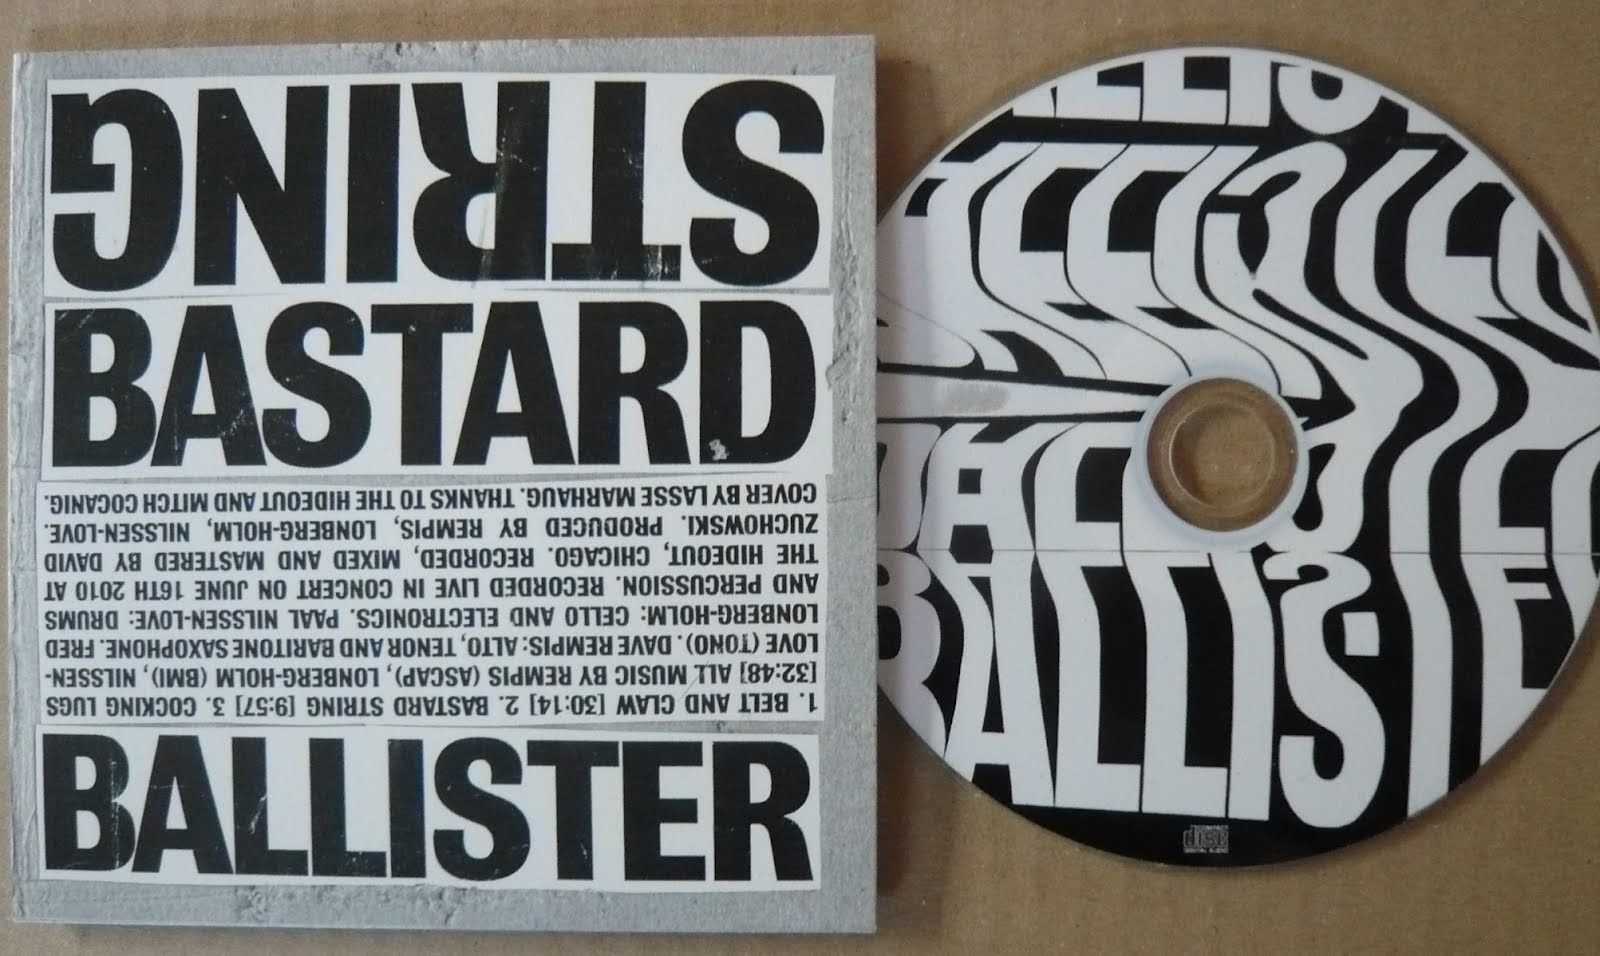 STRING
BASTARD
1. BELT AND CLAW [30:14] 2. BASTARD STRING [9:57] 3. COCKING LUGS
[32:48] ALL MUSIC BY REMPIS (ASCAP), LONBERG-HOLM (BMI), NILSSEN-
LOVE (TONO). DAVE REMPIS: ALTO, TENOR AND BARITONE SAXOPHONE. FRED
LONBERG-HOLM: CELLO AND ELECTRONICS. PAAL NILSSEN-LOVE: DRUMS
AND PERCUSSION. RECORDED LIVE IN CONCERT ON JUNE 16TH 2010 AT
THE HIDEOUT, CHICAGO. RECORDED, MIXED AND MASTERED BY DAVID
ZUCHOWSKI. PRODUCED BY REMPIS, LONBERG-HOLM, NILSSEN-LOVE.
COVER BY LASSE MARHAUG. THANKS TO THE HIDEOUT AND MITCH COCANIG.
BALLISTER
COMPACT
disc
DIGITAL AUDIO